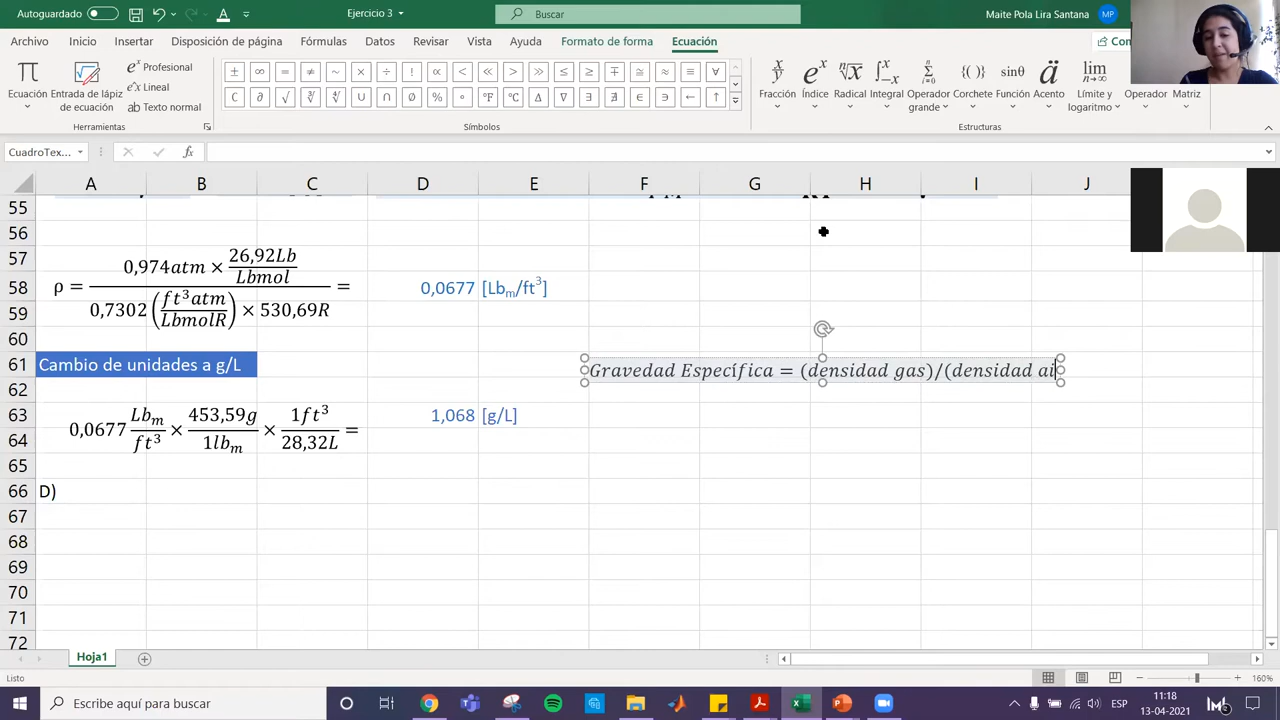 Autoguardado
Ejercicio 3
Buscar
Maite Pola Lira Santana
MP
Archivo Inicio Insertar Disposición de página Fórmulas Datos Revisar Vista Ayuda Formato de forma Ecuación
Ecuación
Entrada de lápiz de ecuación
Profesional
Lineal
Texto normal
Herramientas
± ∞ = ≠ ~ × ÷ ! ∝ < ≪ > ≫ ≤ ≥ ∓ ≅ ≈ ≡ ∀
∁ ∂ √ ∛ ∜ ∪ ∩ ∅ % ° °F °C ∆ ∇ ∃ ∄ ∈ ∋ ← ↑
Símbolos
Fracción Índice Radical Integral Operador grande Corchete Función Acento Límite y logaritmo Operador Matriz
Estructuras
CuadroTex...
fx
A B C D E F G H I J
55
56
57
58
59
60
61
62
63
64
65
66
67
68
69
70
71
72
ρ = (0,974atm × 26,92Lb/Lbmol) / (0,7302 (ft³atm/LbmolR) × 530,69R) =
0,0677 [Lbm/ft³]
Cambio de unidades a g/L
Gravedad Específica = (densidad gas)/(densidad ai
0,0677 Lbm/ft³ × 453,59g/1lbm × 1ft³/28,32L =
1,068 [g/L]
D)
Hoja1
Listo
160%
Escribe aquí para buscar
ESP
11:18
13-04-2021